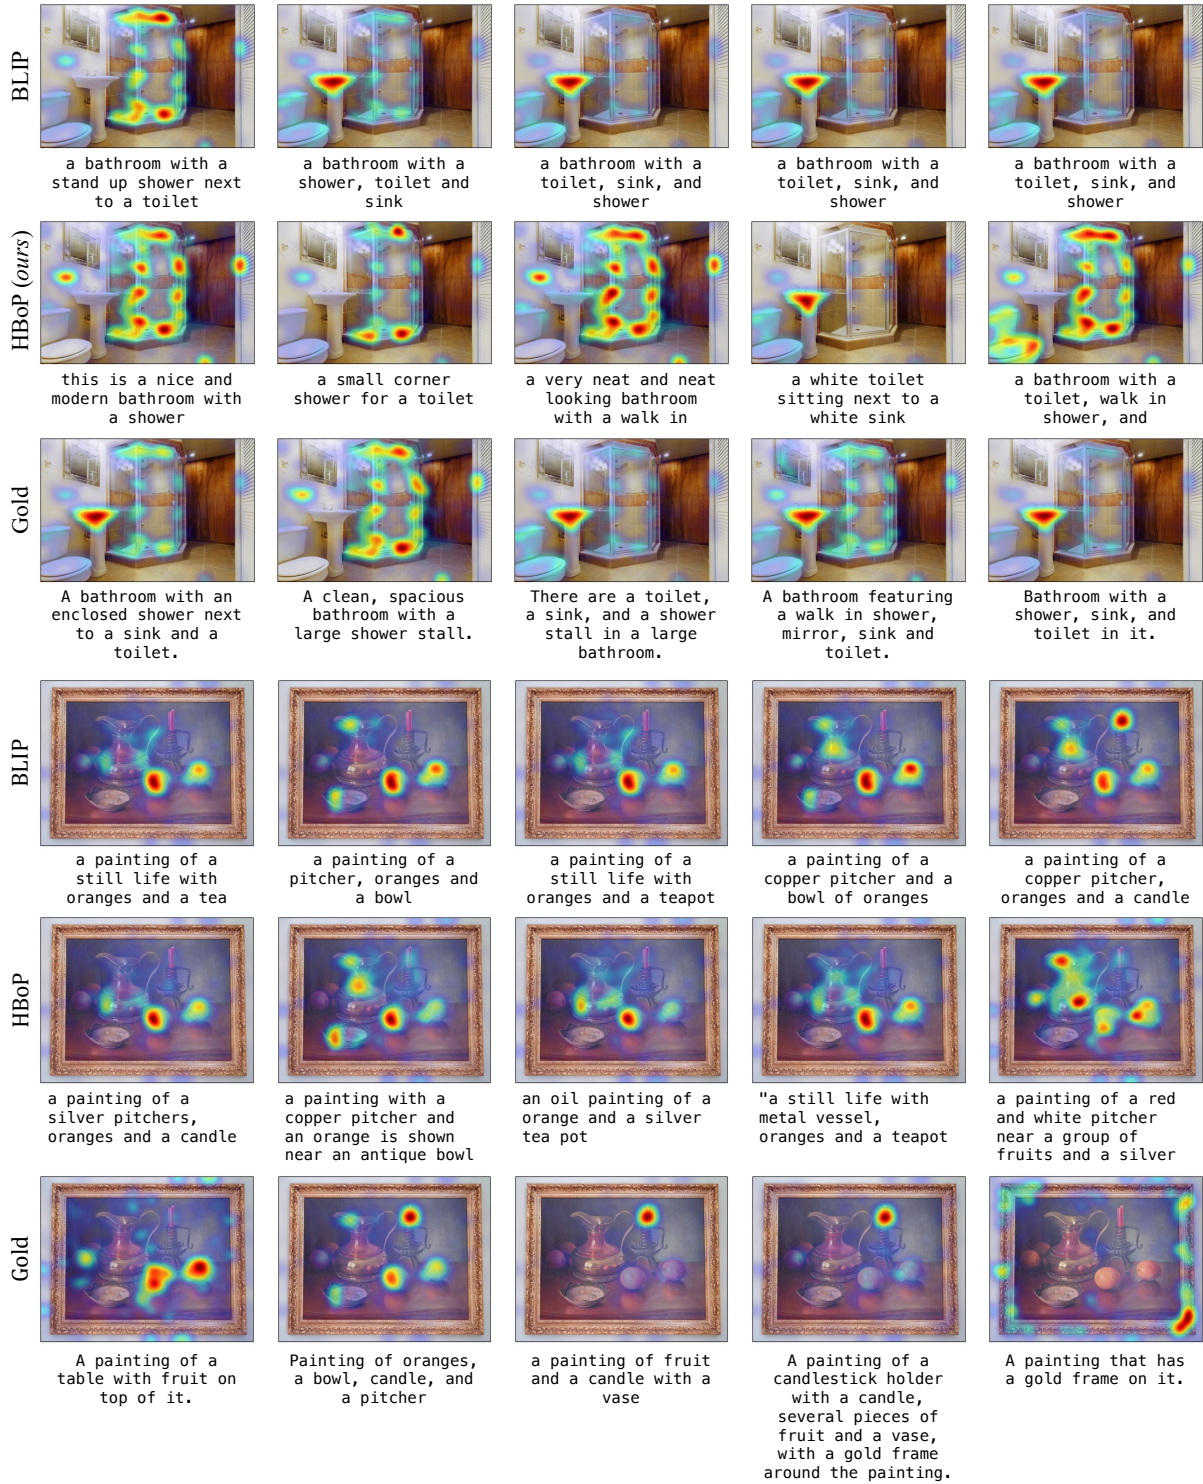 BLIP
a bathroom with a
stand up shower next
to a toilet
a bathroom with a
shower, toilet and
sink
a bathroom with a
toilet, sink, and
shower
a bathroom with a
toilet, sink, and
shower
a bathroom with a
toilet, sink, and
shower
HBoP (ours)
this is a nice and
modern bathroom with
a shower
a small corner
shower for a toilet
a very neat and neat
looking bathroom
with a walk in
a white toilet
sitting next to a
white sink
a bathroom with a
toilet, walk in
shower, and
Gold
A bathroom with an
enclosed shower next
to a sink and a
toilet.
A clean, spacious
bathroom with a
large shower stall.
There are a toilet,
a sink, and a shower
stall in a large
bathroom.
A bathroom featuring
a walk in shower,
mirror, sink and
toilet.
Bathroom with a
shower, sink, and
toilet in it.
BLIP
a painting of a
still life with
oranges and a tea
a painting of a
pitcher, oranges and
a bowl
a painting of a
still life with
oranges and a teapot
a painting of a
copper pitcher and a
bowl of oranges
a painting of a
copper pitcher,
oranges and a candle
HBoP
a painting of a
silver pitchers,
oranges and a candle
a painting with a
copper pitcher and
an orange is shown
near an antique bowl
an oil painting of a
orange and a silver
tea pot
"a still life with
metal vessel,
oranges and a teapot
a painting of a red
and white pitcher
near a group of
fruits and a silver
Gold
A painting of a
table with fruit on
top of it.
Painting of oranges,
a bowl, candle, and
a pitcher
a painting of fruit
and a candle with a
vase
A painting of a
candlestick holder
with a candle,
several pieces of
fruit and a vase,
with a gold frame
around the painting.
A painting that has
a gold frame on it.